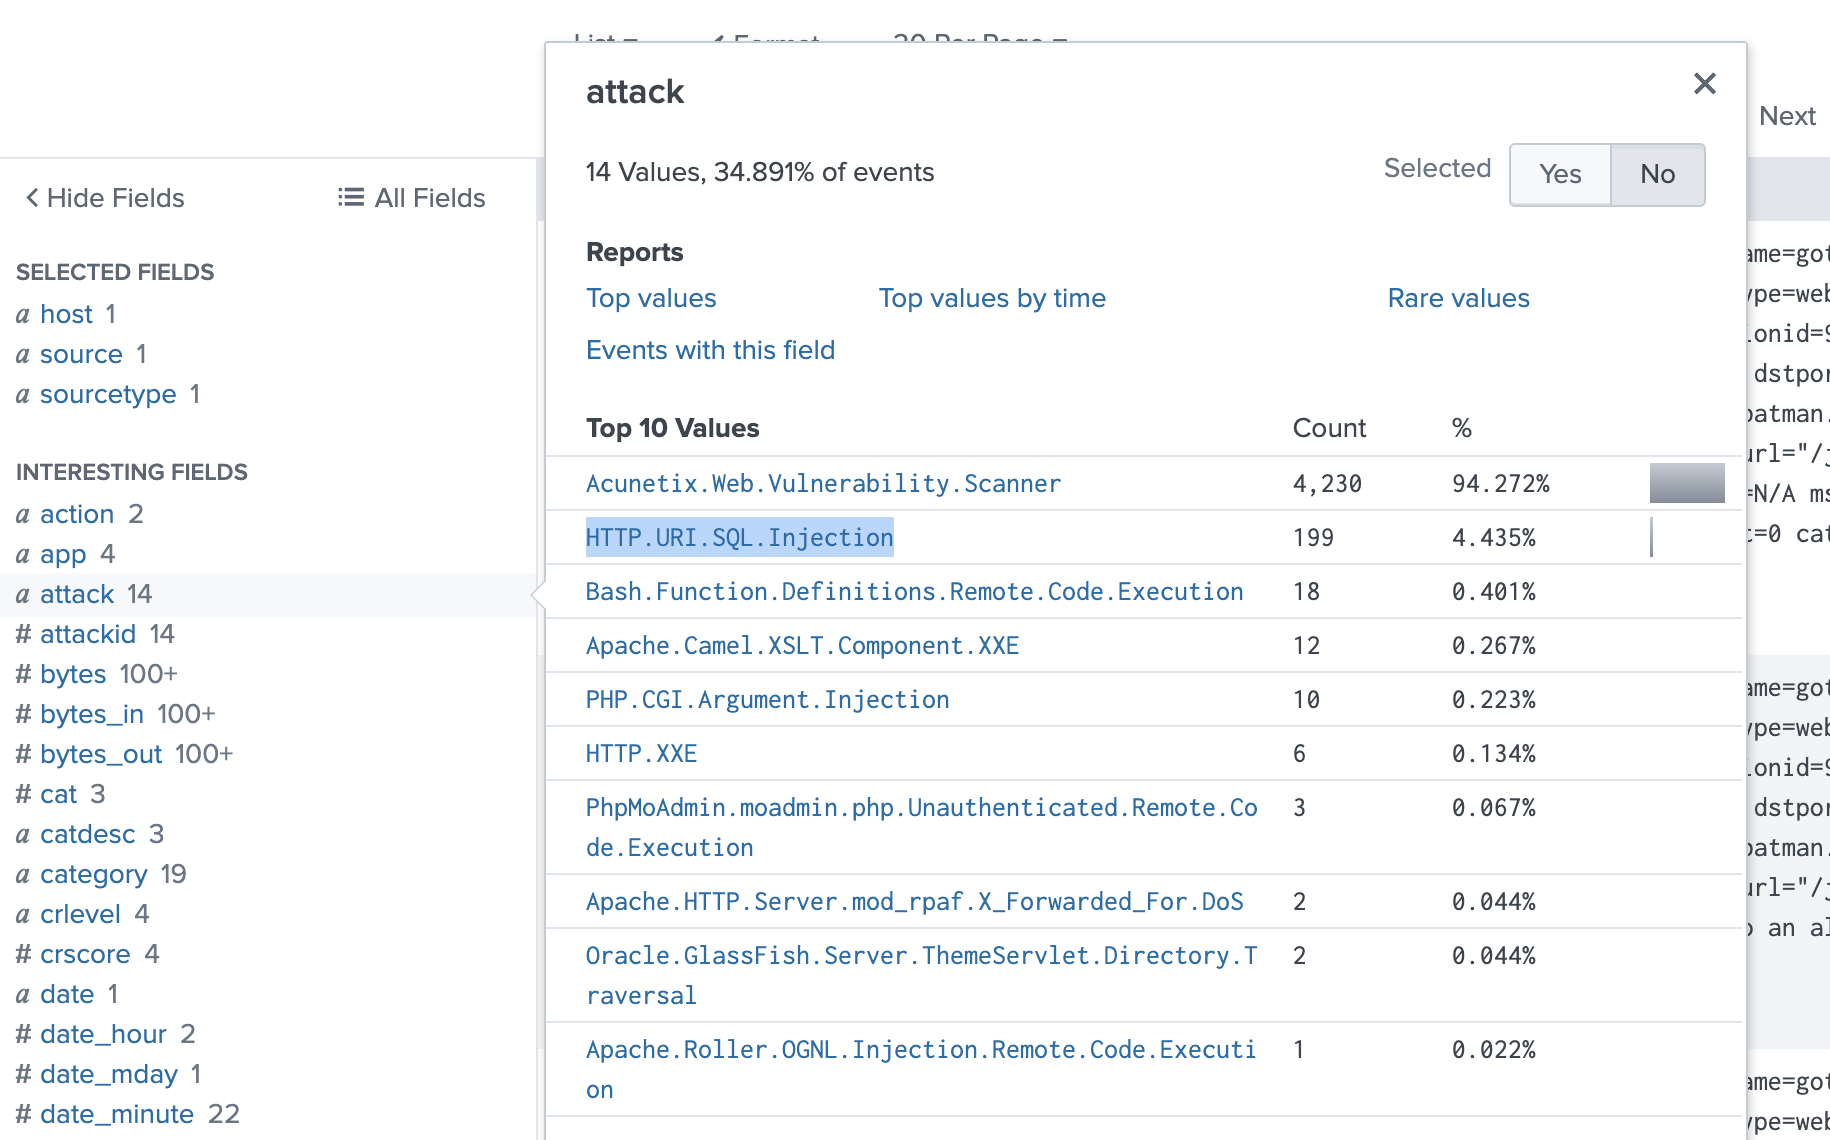 List Format 20 Per Page
attack
Next
14 Values, 34.891% of events
Selected Yes No
Hide Fields All Fields
Reports
Top values Top values by time Rare values
Events with this field
SELECTED FIELDS
a host 1
a source 1
a sourcetype 1
INTERESTING FIELDS
a action 2
a app 4
a attack 14
# attackid 14
# bytes 100+
# bytes_in 100+
# bytes_out 100+
# cat 3
a catdesc 3
a category 19
a crlevel 4
# crscore 4
a date 1
# date_hour 2
# date_mday 1
# date_minute 22
Top 10 Values Count %
Acunetix.Web.Vulnerability.Scanner 4,230 94.272%
HTTP.URI.SQL.Injection 199 4.435%
Bash.Function.Definitions.Remote.Code.Execution 18 0.401%
Apache.Camel.XSLT.Component.XXE 12 0.267%
PHP.CGI.Argument.Injection 10 0.223%
HTTP.XXE 6 0.134%
PhpMoAdmin.moadmin.php.Unauthenticated.Remote.Co 3 0.067%
de.Execution
Apache.HTTP.Server.mod_rpaf.X_Forwarded_For.DoS 2 0.044%
Oracle.GlassFish.Server.ThemeServlet.Directory.T 2 0.044%
raversal
Apache.Roller.OGNL.Injection.Remote.Code.Executi 1 0.022%
on
ame=got
ype=web
onid=9
dstpor
batman.
url="/j
=N/A ms
t=0 cat
ame=got
ype=web
onid=9
dstpor
batman.
url="/j
o an al
ame=got
ype=web